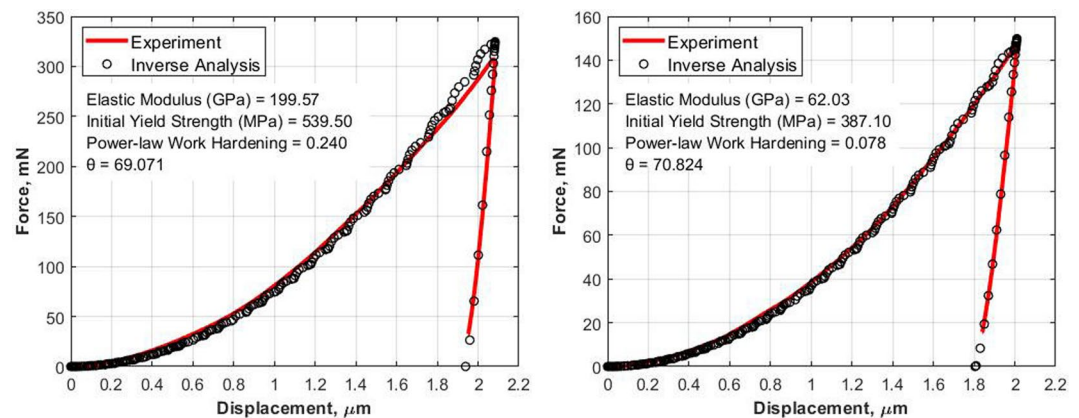 350
300
250
200
150
100
50
0
Force, mN
Experiment
Inverse Analysis
Elastic Modulus (GPa) = 199.57
Initial Yield Strength (MPa) = 539.50
Power-law Work Hardening = 0.240
θ = 69.071
0 0.2 0.4 0.6 0.8 1 1.2 1.4 1.6 1.8 2 2.2
Displacement, μm
160
140
120
100
80
60
40
20
0
Force, mN
Experiment
Inverse Analysis
Elastic Modulus (GPa) = 62.03
Initial Yield Strength (MPa) = 387.10
Power-law Work Hardening = 0.078
θ = 70.824
0 0.2 0.4 0.6 0.8 1 1.2 1.4 1.6 1.8 2 2.2
Displacement, μm